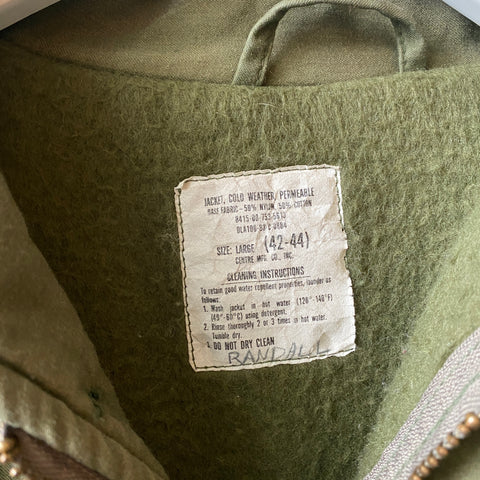 JACKET, COLD WEATHER, PERMEABLE
BASE FABRIC-50% NYLON, 50% COTTON
8415-00-753-5613
DLA100-83 C 0884
SIZE: LARGE (42-44)
CENTRE MFG. CO., INC.
CLEANING INSTRUCTIONS
To retain good water repellent properties, launder as
follows:
1. Wash jacket in hot water (120°-140°F)
(49°-60°C) using detergent.
2. Rinse thoroughly 2 or 3 times in hot water.
Tumble dry.
3. DO NOT DRY CLEAN
RANDALL